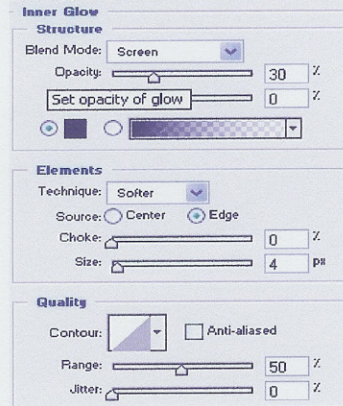 Inner Glow
Structure
Blend Mode: Screen
Opacity: 30 %
Set opacity of glow 0 %
Elements
Technique: Softer
Source: Center Edge
Choke: 0 %
Size: 4 px
Quality
Contour: Anti-aliased
Range: 50 %
Jitter: 0 %